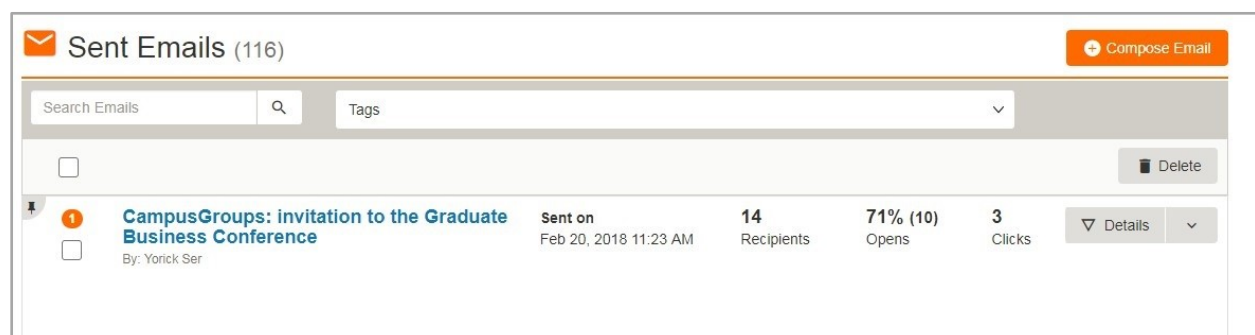 Sent Emails (116)
Compose Email
Search Emails
Tags
Delete
1
CampusGroups: invitation to the Graduate
Business Conference
By: Yorick Ser
Sent on
Feb 20, 2018 11:23 AM
14
Recipients
71% (10)
Opens
3
Clicks
Details